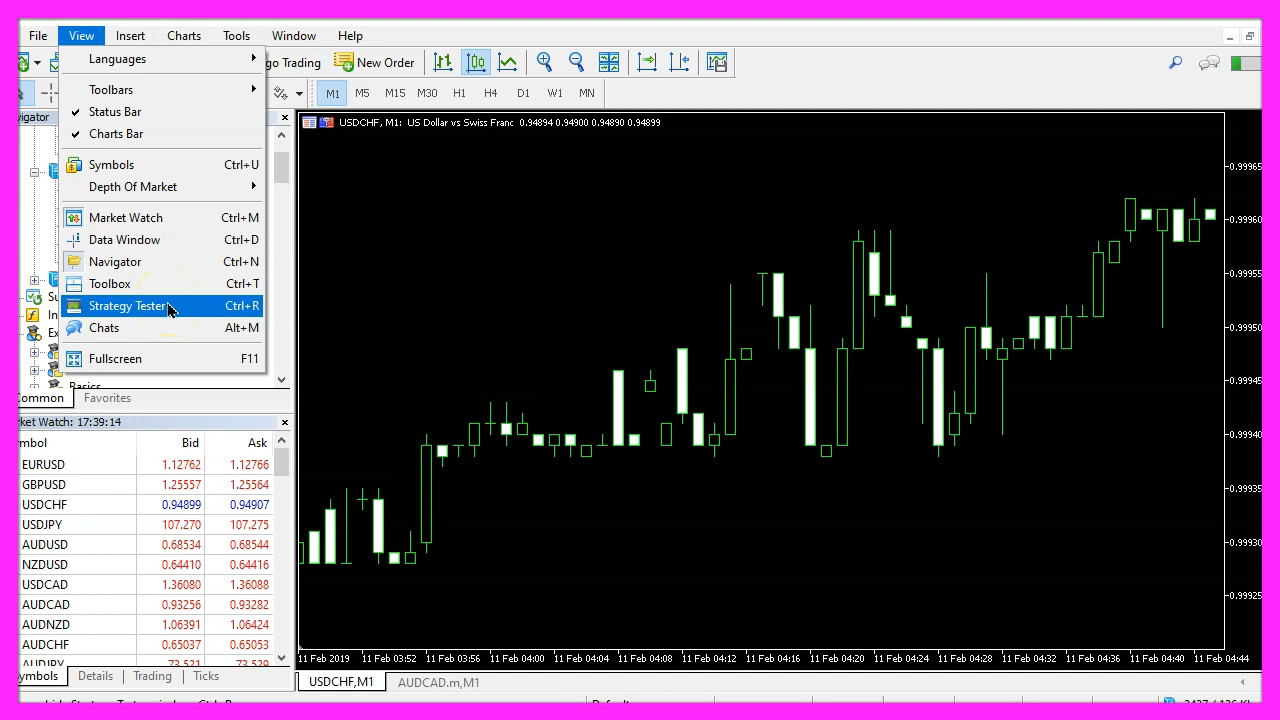 File View Insert Charts Tools Window Help
go Trading New Order
M1 M5 M15 M30 H1 H4 D1 W1 MN
Languages
Toolbars
Status Bar
Charts Bar
Symbols Ctrl+U
Depth Of Market
Market Watch Ctrl+M
Data Window Ctrl+D
Navigator Ctrl+N
Toolbox Ctrl+T
Strategy Tester Ctrl+R
Chats Alt+M
Fullscreen F11
avigator
Su
In
Ex
Basics
Common Favorites
rket Watch: 17:39:14
mbol Bid Ask
EURUSD 1.12762 1.12766
GBPUSD 1.25557 1.25564
USDCHF 0.94899 0.94907
USDJPY 107.270 107.275
AUDUSD 0.68534 0.68544
NZDUSD 0.64410 0.64416
USDCAD 1.36080 1.36088
AUDCAD 0.93256 0.93282
AUDNZD 1.06391 1.06424
AUDCHF 0.65037 0.65053
AUDJPY 73.521 73.529
ymbols Details Trading Ticks
USDCHF, M1: US Dollar vs Swiss Franc 0.94894 0.94900 0.94890 0.94899
0.99965
0.99960
0.99955
0.99950
0.99945
0.99940
0.99935
0.99930
0.99925
11 Feb 2019 11 Feb 03:52 11 Feb 03:56 11 Feb 04:00 11 Feb 04:04 11 Feb 04:08 11 Feb 04:12 11 Feb 04:16 11 Feb 04:20 11 Feb 04:24 11 Feb 04:28 11 Feb 04:32 11 Feb 04:36 11 Feb 04:40 11 Feb 04:44
USDCHF,M1 AUDCAD.m,M1